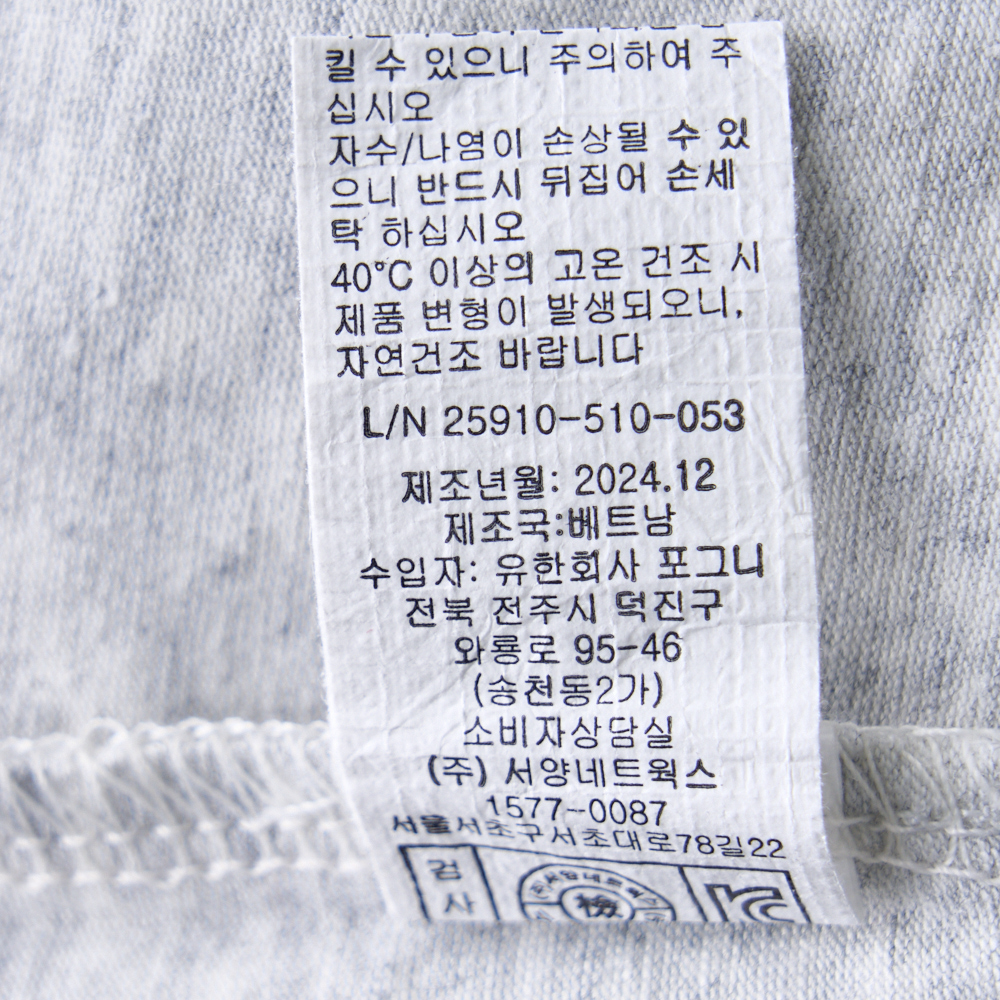 킬 수 있으니 주의하여 주
십시오
자수/나염이 손상될 수 있
으니 반드시 뒤집어 손세
탁 하십시오
40℃ 이상의 고온 건조 시
제품 변형이 발생되오니,
자연건조 바랍니다
L/N 25910-510-053
제조년월: 2024.12
제조국:베트남
수입자: 유한회사 포그니
전북 전주시 덕진구
와룡로 95-46
(송천동2가)
소비자상담실
(주) 서양네트웍스
1577-0087
서울서초구서초대로78길22
검
사
檢